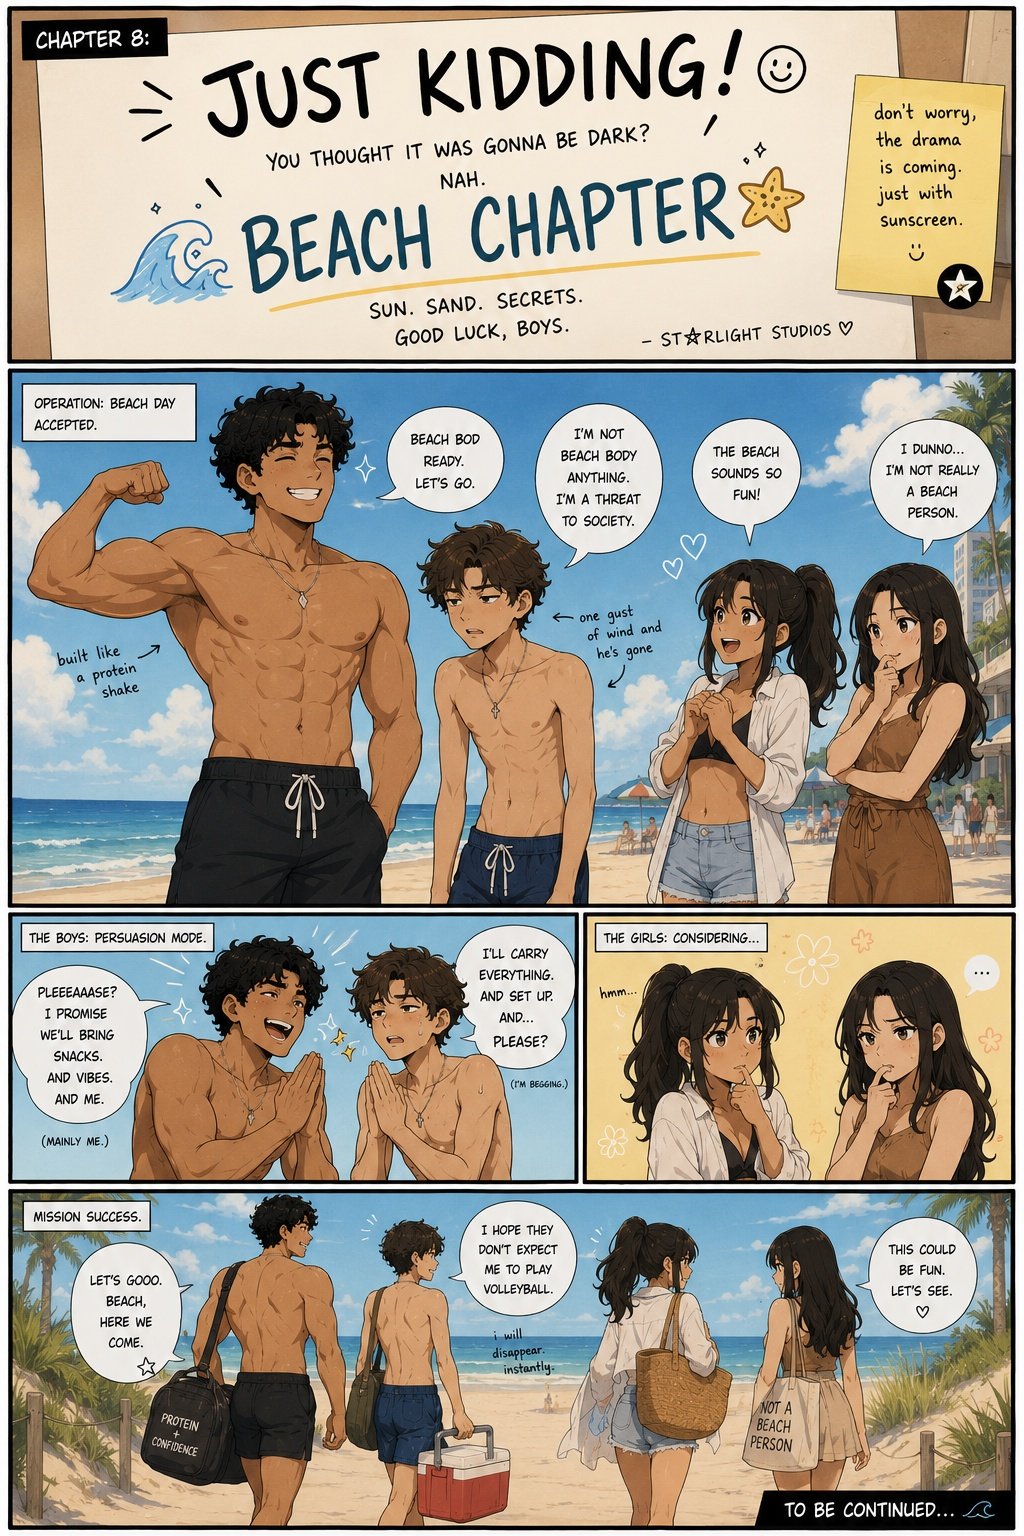 CHAPTER 8:
JUST KIDDING! ☺
YOU THOUGHT IT WAS GONNA BE DARK?
NAH.
BEACH CHAPTER
SUN. SAND. SECRETS.
GOOD LUCK, BOYS.
– ST☆RLIGHT STUDIOS ♡
don't worry,
the drama
is coming.
just with
sunscreen.
OPERATION: BEACH DAY
ACCEPTED.
BEACH BOD
READY.
LET'S GO.
I'M NOT
BEACH BODY
ANYTHING.
I'M A THREAT
TO SOCIETY.
THE BEACH
SOUNDS SO
FUN!
I DUNNO...
I'M NOT REALLY
A BEACH
PERSON.
built like
a protein
shake
one gust
of wind and
he's gone
THE BOYS: PERSUASION MODE.
PLEEEAAASE?
I PROMISE
WE'LL BRING
SNACKS.
AND VIBES.
AND ME.
(MAINLY ME.)
I'LL CARRY
EVERYTHING.
AND SET UP.
AND...
PLEASE?
(I'M BEGGING.)
THE GIRLS: CONSIDERING...
hmm...
...
MISSION SUCCESS.
LET'S GOOO.
BEACH,
HERE WE
COME.
I HOPE THEY
DON'T EXPECT
ME TO PLAY
VOLLEYBALL.
i will
disappear.
instantly.
THIS COULD
BE FUN.
LET'S SEE.
♡
PROTEIN
+
CONFIDENCE
NOT A
BEACH
PERSON
TO BE CONTINUED...